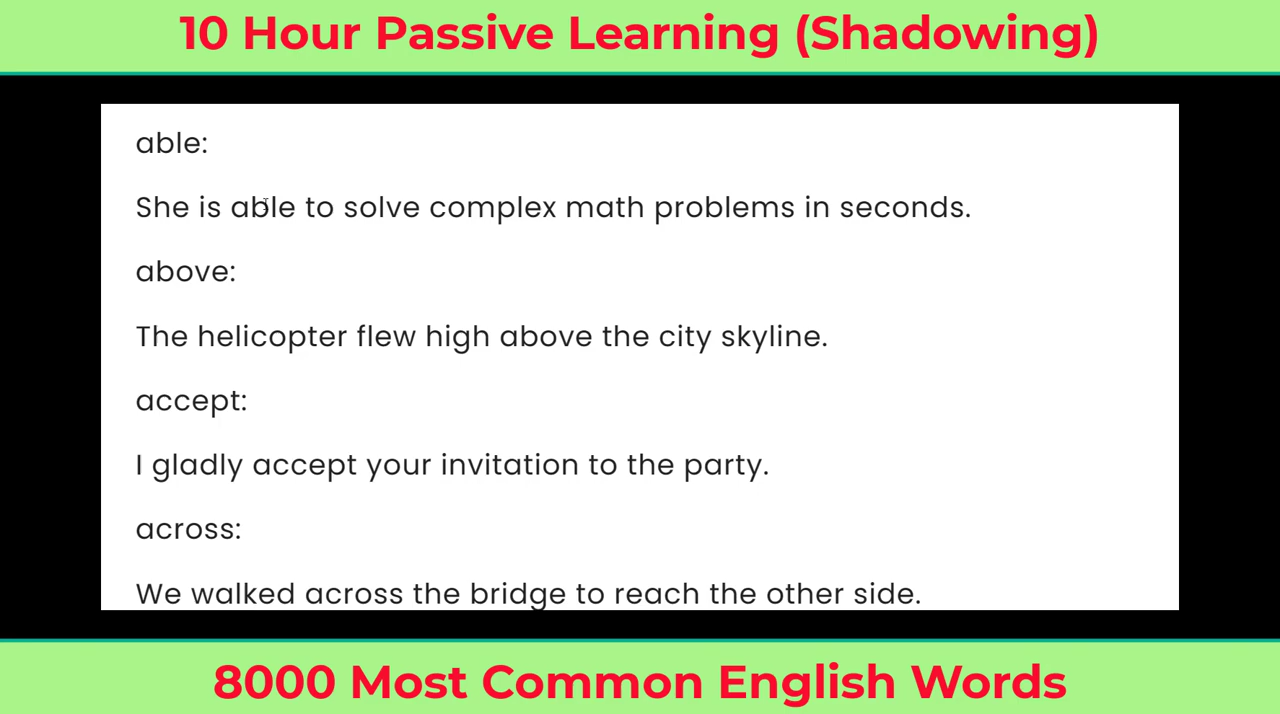 10 Hour Passive Learning (Shadowing)
able:
She is able to solve complex math problems in seconds.
above:
The helicopter flew high above the city skyline.
accept:
I gladly accept your invitation to the party.
across:
We walked across the bridge to reach the other side.
8000 Most Common English Words